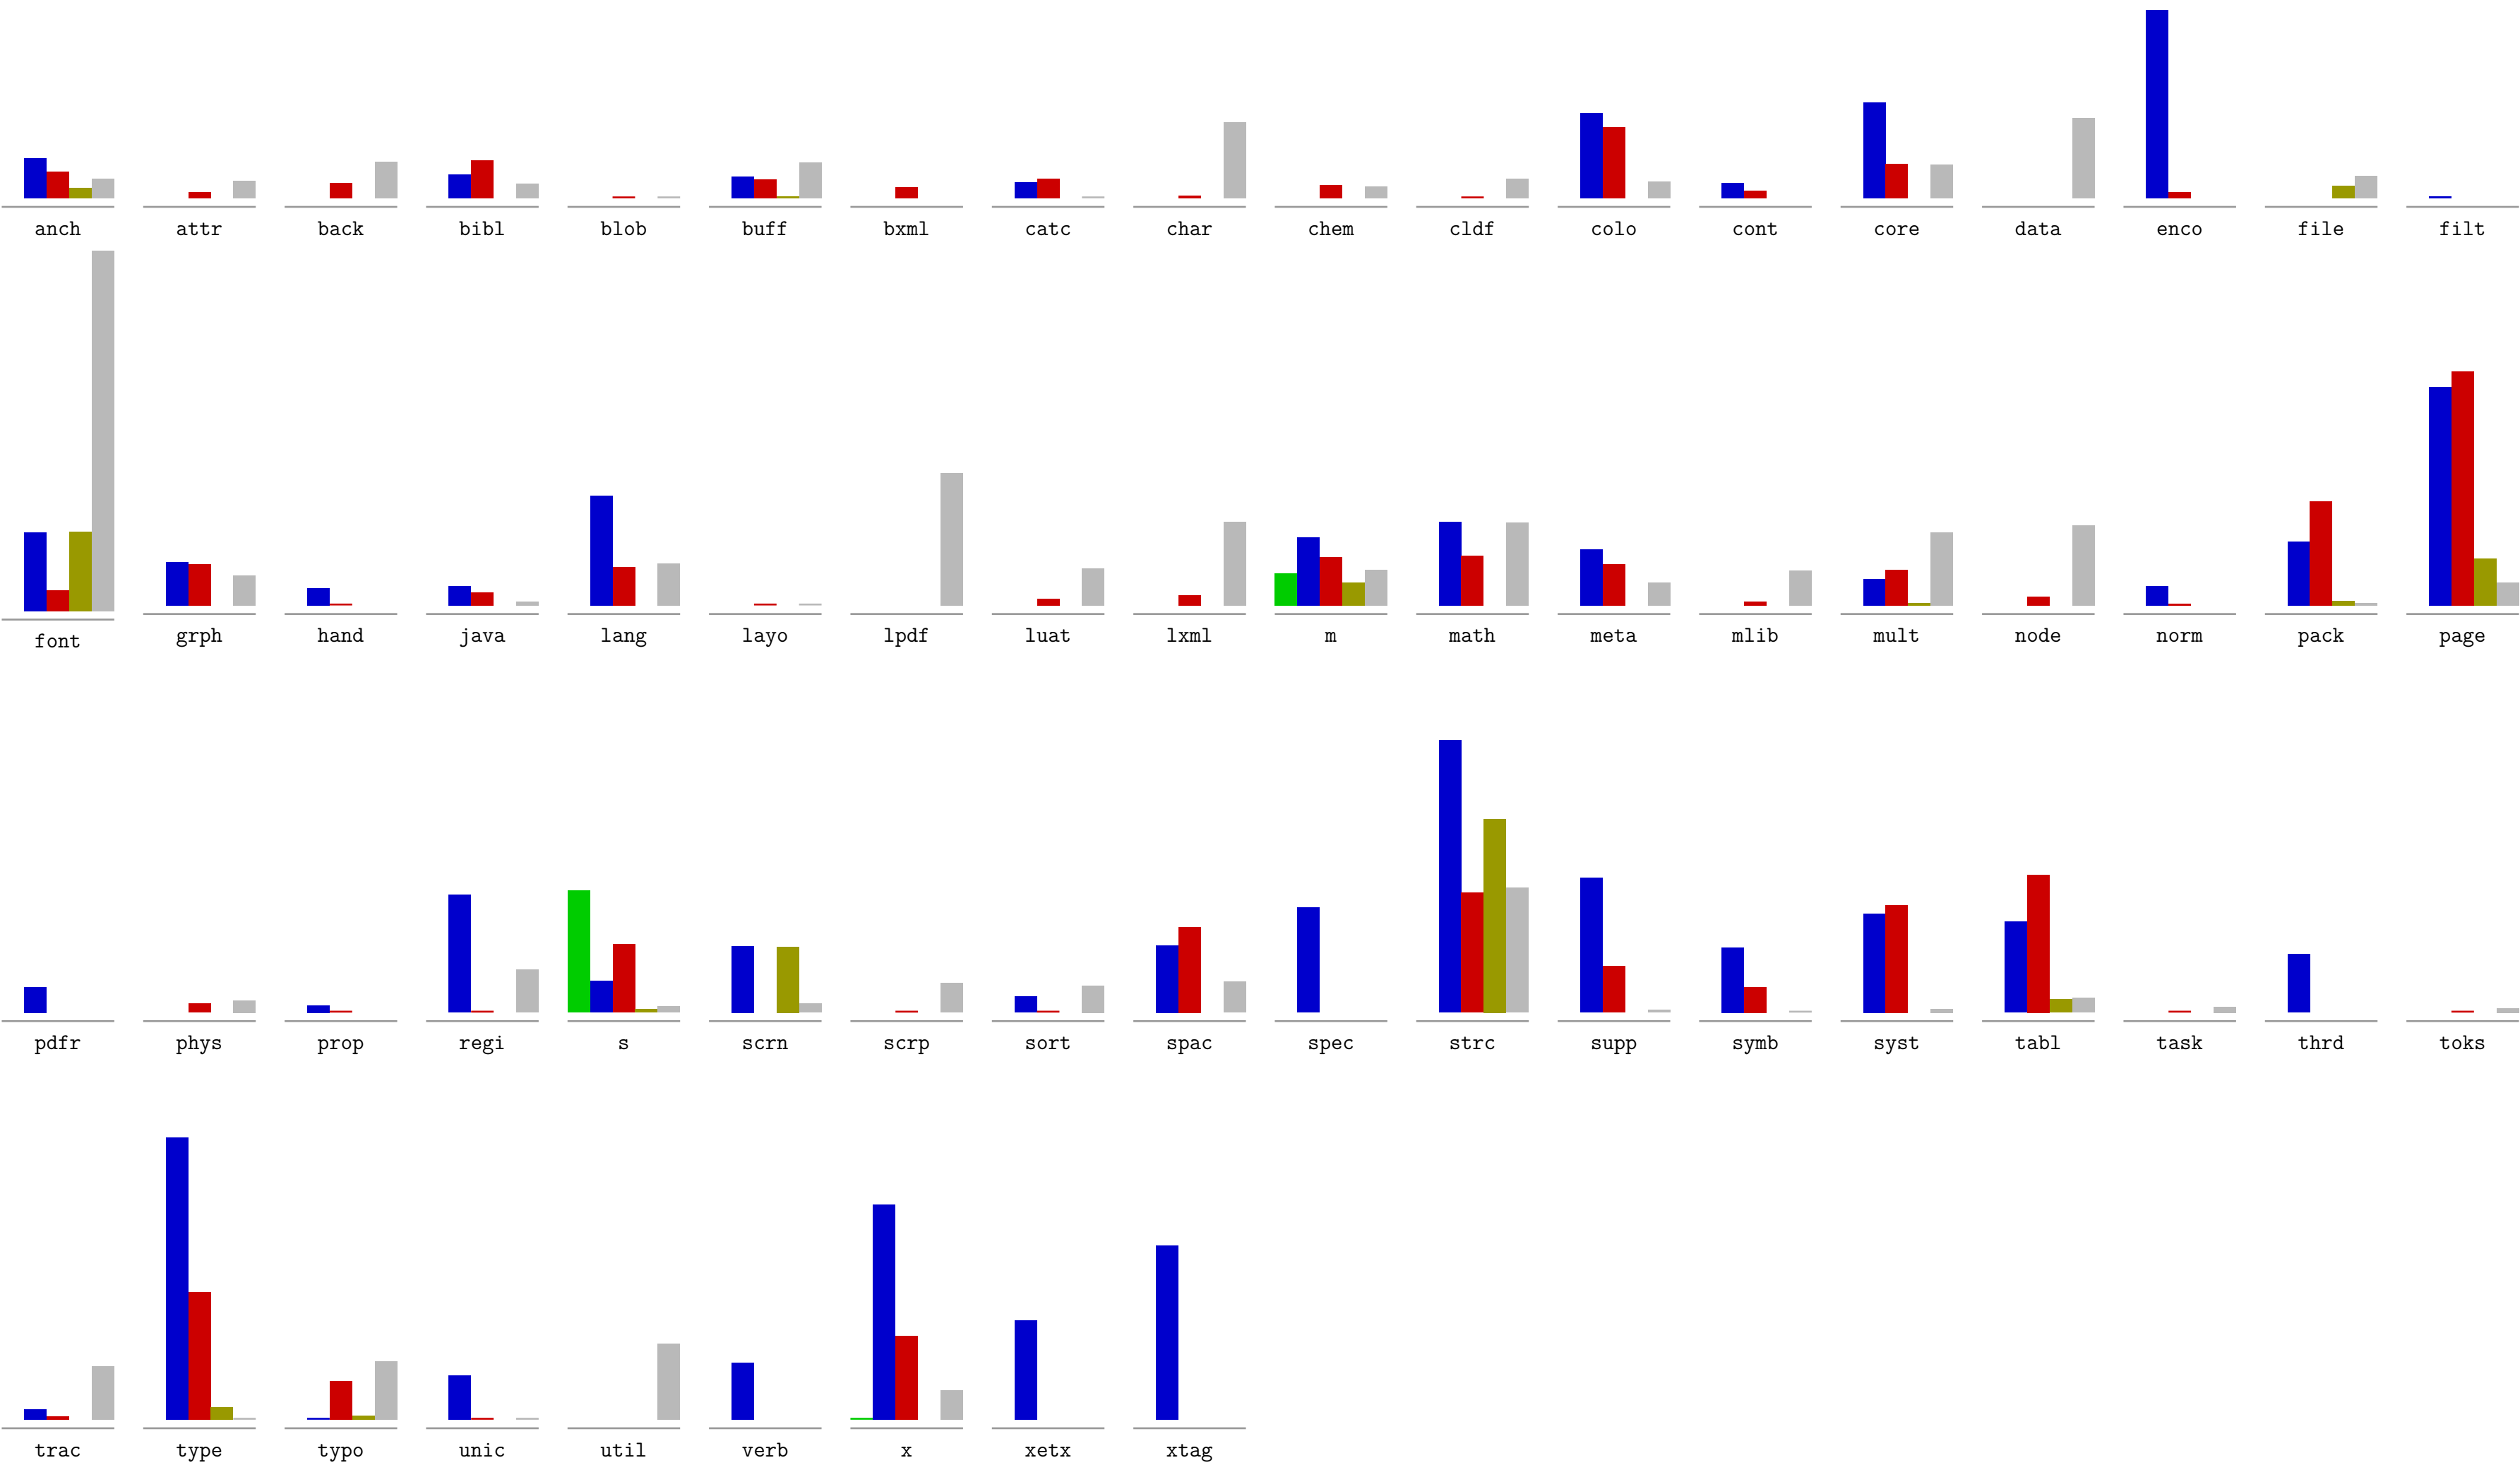 anch attr back bibl blob buff bxml catc char chem cldf colo cont core data enco file filt
font grph hand java lang layo lpdf luat lxml m math meta mlib mult node norm pack page
pdfr phys prop regi s scrn scrp sort spac spec strc supp symb syst tabl task thrd toks
trac type typo unic util verb x xetx xtag